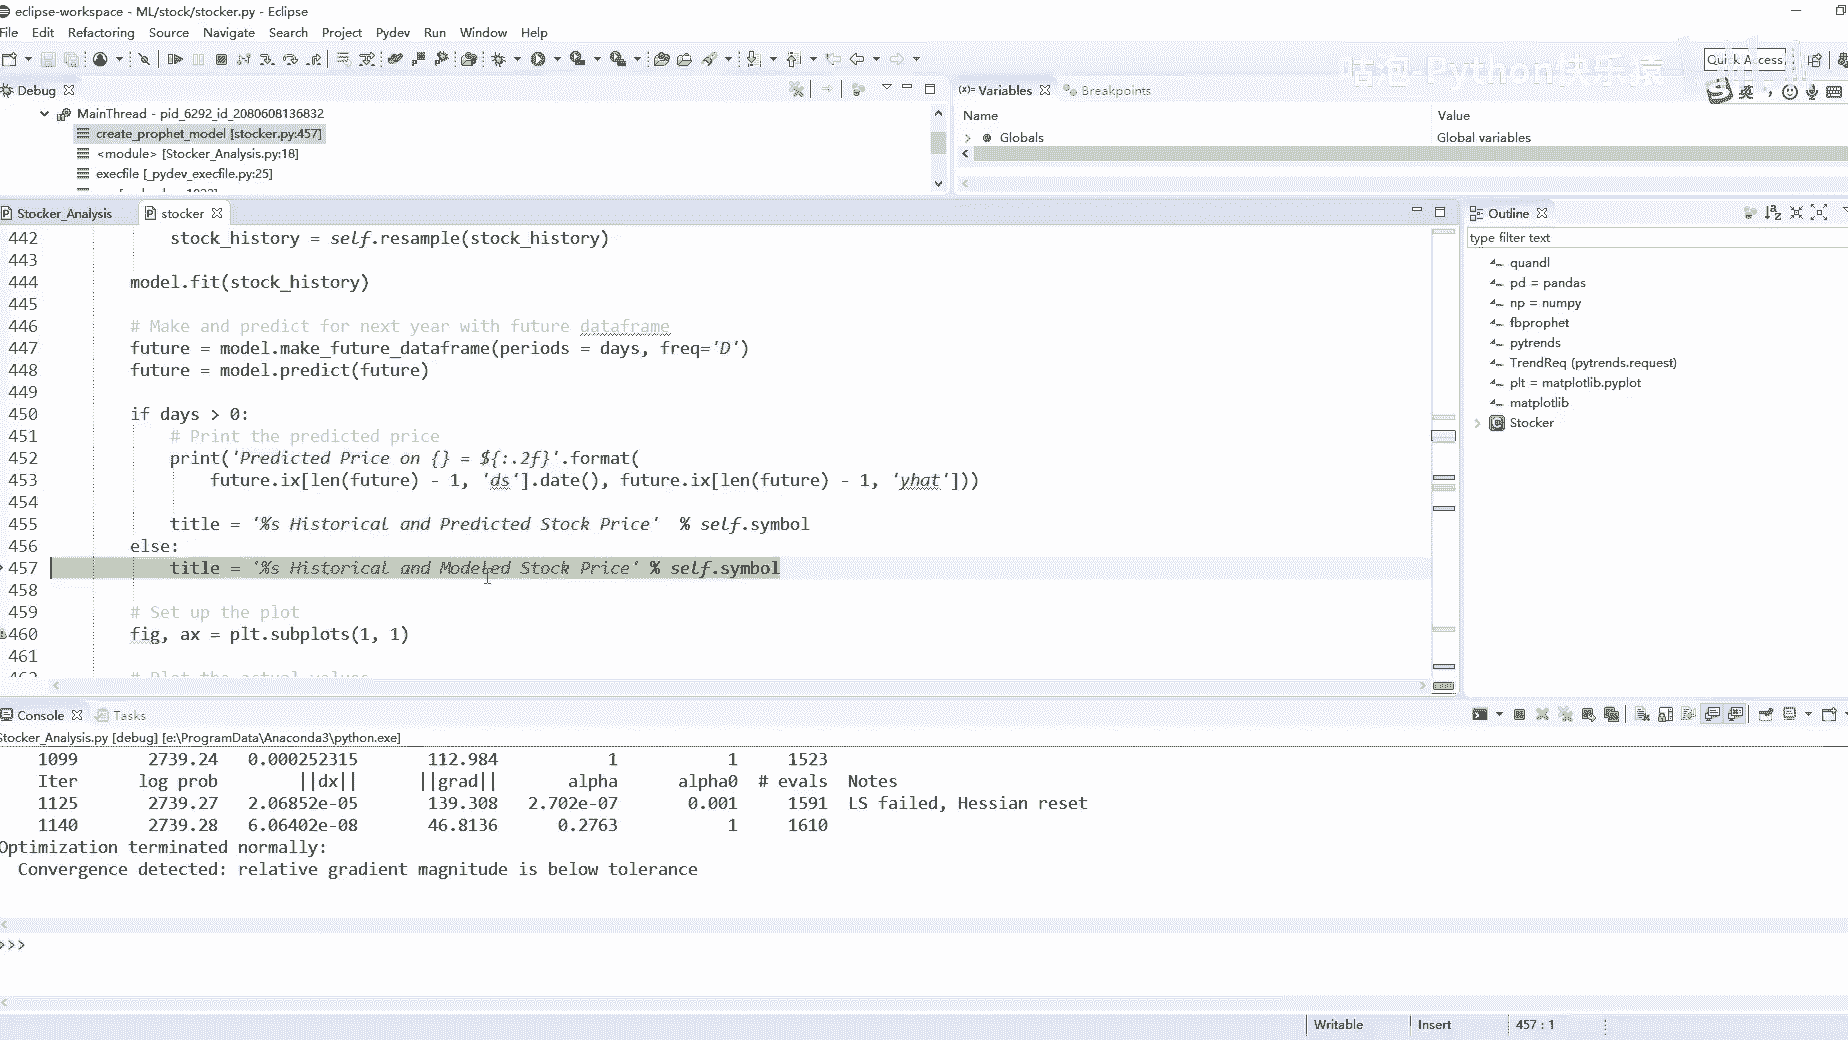 eclipse-workspace - ML/stock/stocker.py - Eclipse
File Edit Refactoring Source Navigate Search Project Pydev Run Window Help
Quick Access
Debug
MainThread - pid_6292_id_2080608136832
create_prophet_model [stocker.py:457]
<module> [Stocker_Analysis.py:18]
execfile [_pydev_execfile.py:25]
(x)= Variables Breakpoints
Name Value
Globals Global variables
Stocker_Analysis stocker
442 stock_history = self.resample(stock_history)
443
444 model.fit(stock_history)
445
446 # Make and predict for next year with future dataframe
447 future = model.make_future_dataframe(periods = days, freq='D')
448 future = model.predict(future)
449
450 if days > 0:
451 # Print the predicted price
452 print('Predicted Price on {} = ${:.2f}'.format(
453 future.ix[len(future) - 1, 'ds'].date(), future.ix[len(future) - 1, 'yhat']))
454
455 title = '%s Historical and Predicted Stock Price' % self.symbol
456 else:
457 title = '%s Historical and Modeled Stock Price' % self.symbol
458
459 # Set up the plot
460 fig, ax = plt.subplots(1, 1)
461
462 # Plot the actual values
Outline
type filter text
quandl
pd = pandas
np = numpy
fbprophet
pytrends
TrendReq (pytrends.request)
plt = matplotlib.pyplot
matplotlib
Stocker
Console Tasks
Stocker_Analysis.py [debug] [e:\ProgramData\Anaconda3\python.exe]
1099 2739.24 0.000252315 112.984 1 1 1523
Iter log prob ||dx|| ||grad|| alpha alpha0 # evals Notes
1125 2739.27 2.06852e-05 139.308 2.702e-07 0.001 1591 LS failed, Hessian reset
1140 2739.28 6.06402e-08 46.8136 0.2763 1 1610
Optimization terminated normally:
Convergence detected: relative gradient magnitude is below tolerance
>>>
Writable Insert 457 : 1